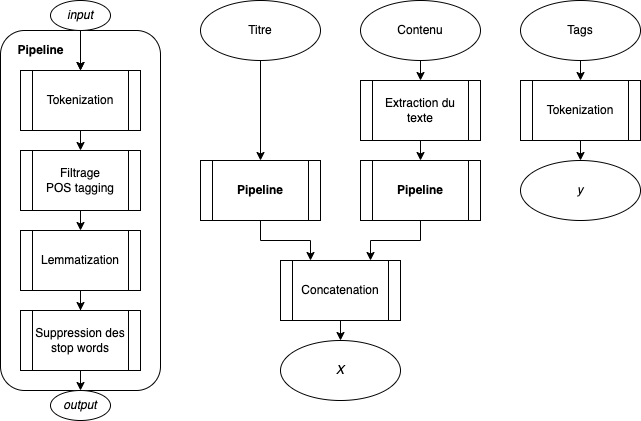 input
Pipeline
Tokenization
Filtrage
POS tagging
Lemmatization
Suppression des
stop words
output
Titre
Pipeline
Contenu
Extraction du
texte
Pipeline
Concatenation
X
Tags
Tokenization
y